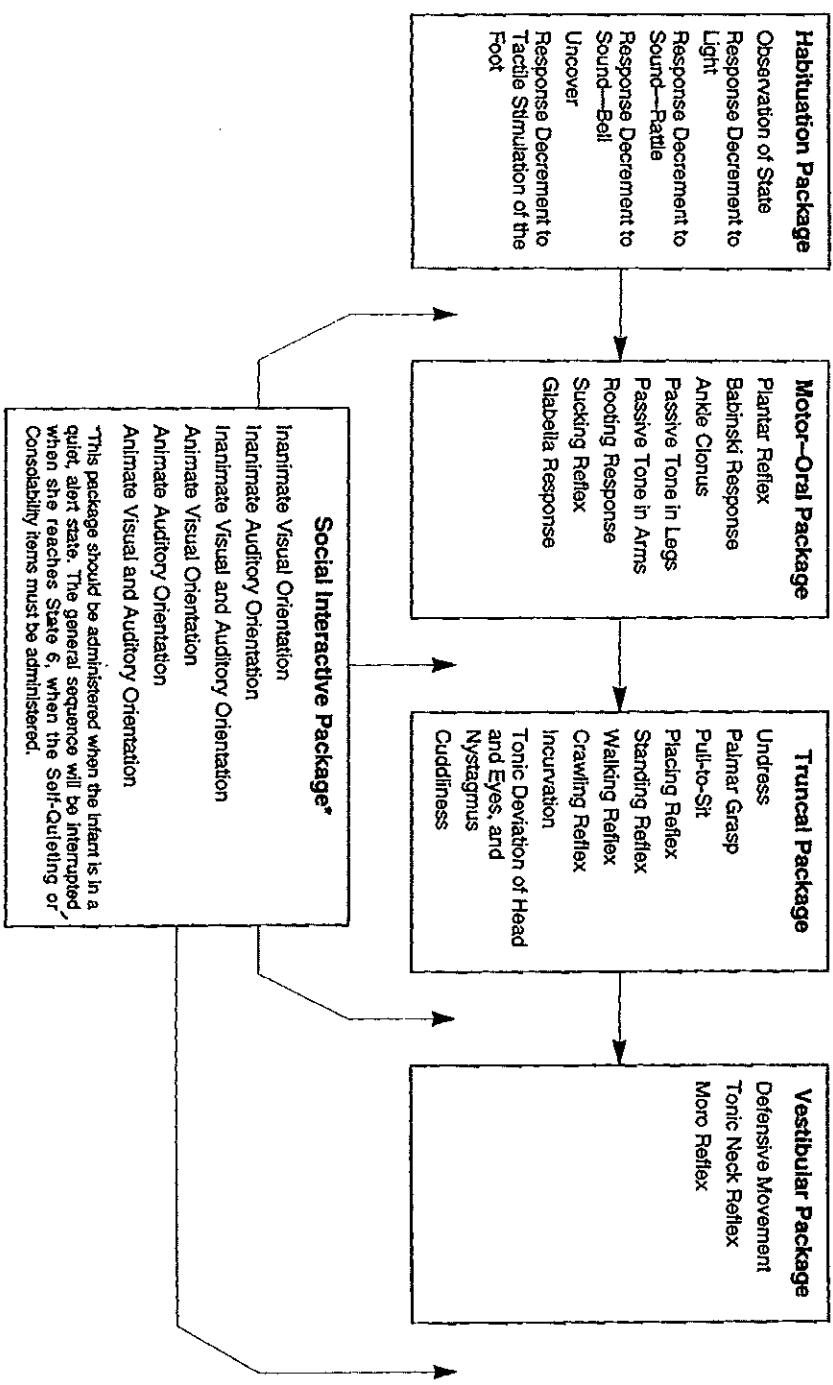 Habituation Package
Observation of State
Response Decrement to
Light
Response Decrement to
Sound—Rattle
Response Decrement to
Sound—Bell
Uncover
Response Decrement to
Tactile Stimulation of the
Foot
Motor–Oral Package
Plantar Reflex
Babinski Response
Ankle Clonus
Passive Tone in Legs
Passive Tone in Arms
Rooting Response
Sucking Reflex
Glabella Response
Truncal Package
Undress
Palmar Grasp
Pull-to-Sit
Placing Reflex
Standing Reflex
Walking Reflex
Crawling Reflex
Incurvation
Tonic Deviation of Head
and Eyes, and
Nystagmus
Cuddliness
Vestibular Package
Defensive Movement
Tonic Neck Reflex
Moro Reflex
Social Interactive Package*
Inanimate Visual Orientation
Inanimate Auditory Orientation
Inanimate Visual and Auditory Orientation
Animate Visual Orientation
Animate Auditory Orientation
Animate Visual and Auditory Orientation
*This package should be administered when the infant is in a
quiet, alert state. The general sequence will be interrupted
when she reaches State 6, when the Self-Quieting or
Consolability items must be administered.